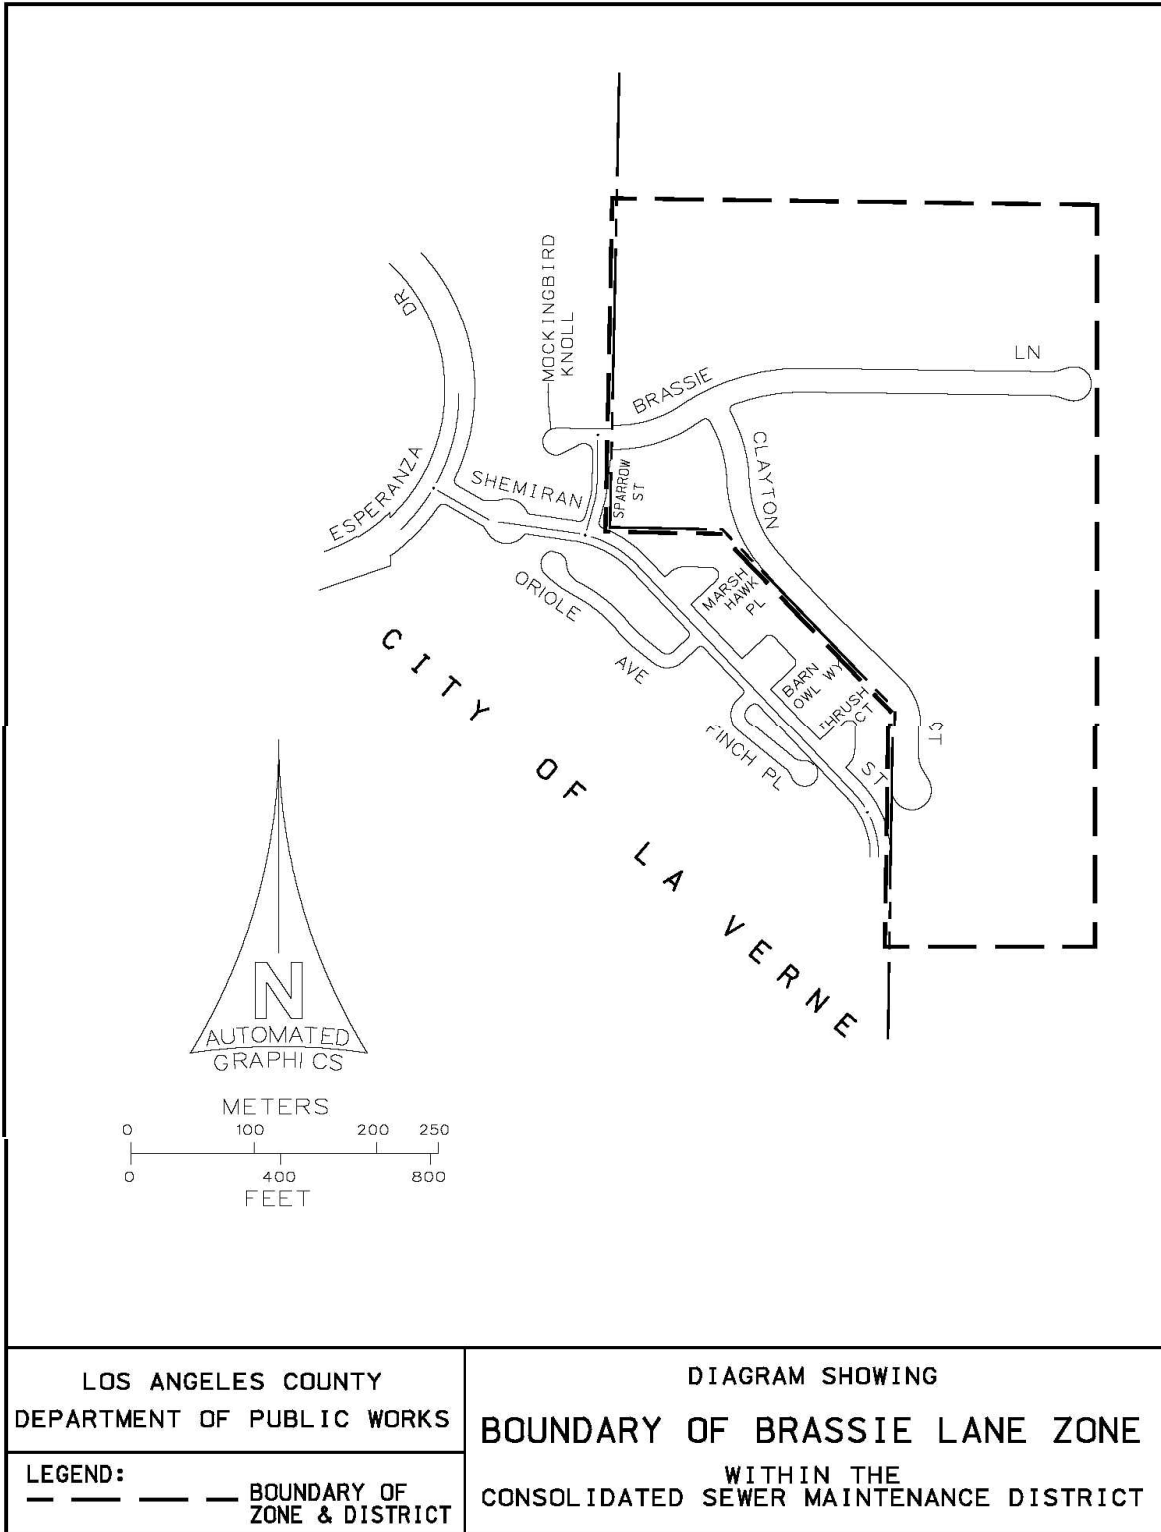 MOCKINGBIRD
KNOLL
DR
LN
BRASSIE
CLAYTON
SPARROW
ST
SHEMIRAN
ESPERANZA
ORIOLE
MARSH
HAWK
PL
AVE
BARN
OWL WY
THRUSH
CT
CT
FINCH PL
ST
CITY OF LA VERNE
N
AUTOMATED
GRAPHICS
METERS
0 100 200 250
0 400 800
FEET
LOS ANGELES COUNTY
DEPARTMENT OF PUBLIC WORKS
LEGEND:
BOUNDARY OF
ZONE & DISTRICT
DIAGRAM SHOWING
BOUNDARY OF BRASSIE LANE ZONE
WITHIN THE
CONSOLIDATED SEWER MAINTENANCE DISTRICT